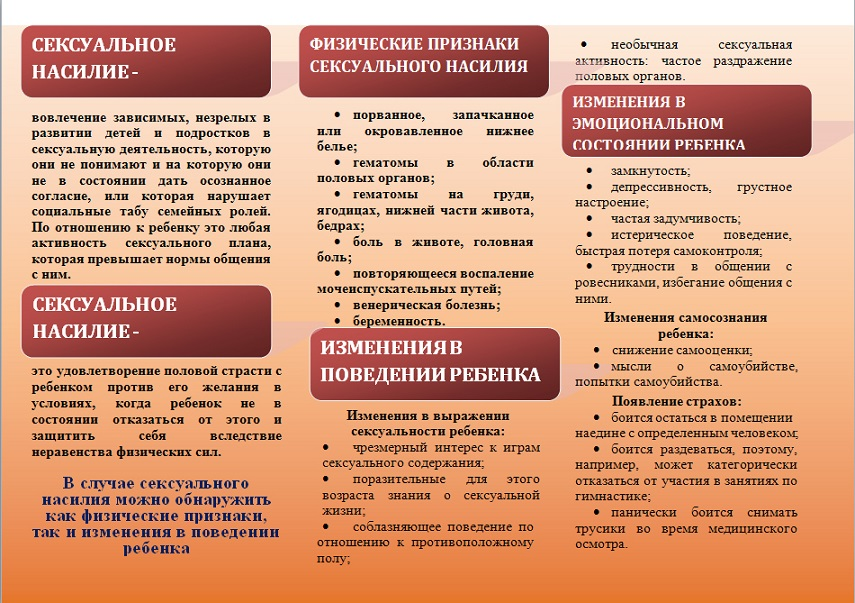 СЕКСУАЛЬНОЕ
НАСИЛИЕ -
вовлечение зависимых, незрелых в
развитии детей и подростков в
сексуальную деятельность, которую
они не понимают и на которую они
не в состоянии дать осознанное
согласие, или которая нарушает
социальные табу семейных ролей.
По отношению к ребенку это любая
активность сексуального плана,
которая превышает нормы общения
с ним.
СЕКСУАЛЬНОЕ
НАСИЛИЕ -
это удовлетворение половой страсти с
ребенком против его желания в
условиях, когда ребенок не в
состоянии отказаться от этого и
защитить себя вследствие
неравенства физических сил.
В случае сексуального
насилия можно обнаружить
как физические признаки,
так и изменения в поведении
ребенка
ФИЗИЧЕСКИЕ ПРИЗНАКИ
СЕКСУАЛЬНОГО НАСИЛИЯ
• порванное, запачканное
или окровавленное нижнее
белье;
• гематомы в области
половых органов;
• гематомы на груди,
ягодицах, нижней части живота,
бедрах;
• боль в животе, головная
боль;
• повторяющееся воспаление
мочеиспускательных путей;
• венерическая болезнь;
• беременность.
ИЗМЕНЕНИЯ В
ПОВЕДЕНИИ РЕБЕНКА
Изменения в выражении
сексуальности ребенка:
• чрезмерный интерес к играм
сексуального содержания;
• поразительные для этого
возраста знания о сексуальной
жизни;
• соблазняющее поведение по
отношению к противоположному
полу;
• необычная сексуальная
активность: частое раздражение
половых органов.
ИЗМЕНЕНИЯ В
ЭМОЦИОНАЛЬНОМ
СОСТОЯНИИ РЕБЕНКА
• замкнутость;
• депрессивность, грустное
настроение;
• частая задумчивость;
• истерическое поведение,
быстрая потеря самоконтроля;
• трудности в общении с
ровесниками, избегание общения с
ними.
Изменения самосознания
ребенка:
• снижение самооценки;
• мысли о самоубийстве,
попытки самоубийства.
Появление страхов:
• боится остаться в помещении
наедине с определенным человеком;
• боится раздеваться, поэтому,
например, может категорически
отказаться от участия в занятиях по
гимнастике;
• панически боится снимать
трусики во время медицинского
осмотра.